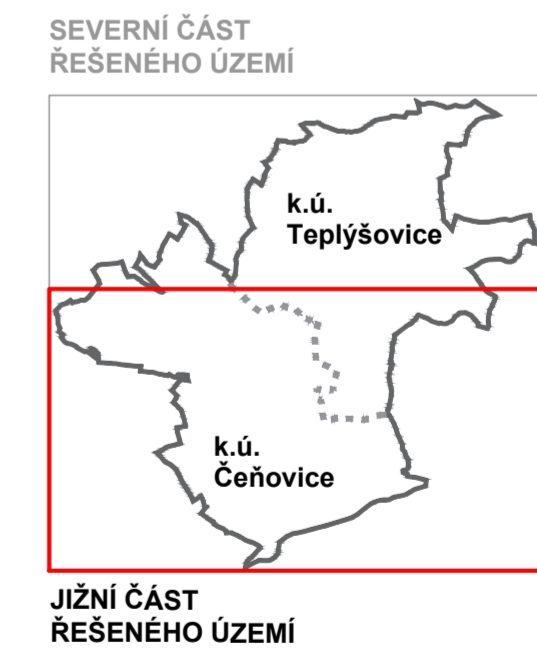 SEVERNÍ ČÁST
ŘEŠENÉHO ÚZEMÍ
k.ú.
Teplýšovice
k.ú.
Čeňovice
JIŽNÍ ČÁST
ŘEŠENÉHO ÚZEMÍ